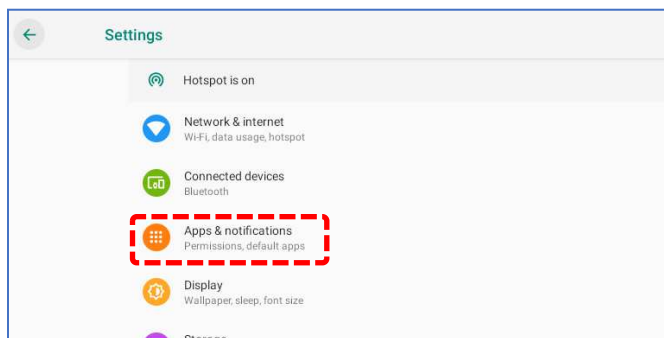 Settings
Hotspot is on
Network & internet
Wi-Fi, data usage, hotspot
Connected devices
Bluetooth
Apps & notifications
Permissions, default apps
Display
Wallpaper, sleep, font size